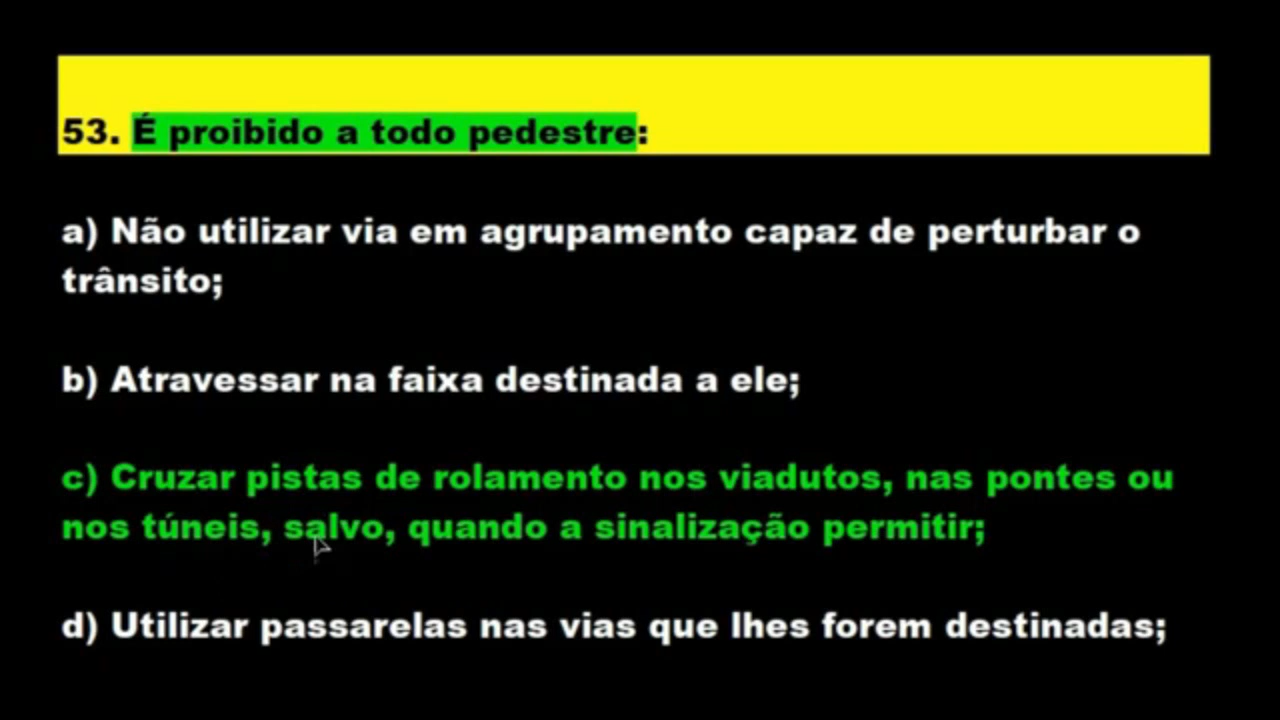 53. É proibido a todo pedestre:
a) Não utilizar via em agrupamento capaz de perturbar o
trânsito;
b) Atravessar na faixa destinada a ele;
c) Cruzar pistas de rolamento nos viadutos, nas pontes ou
nos túneis, salvo, quando a sinalização permitir;
d) Utilizar passarelas nas vias que lhes forem destinadas;